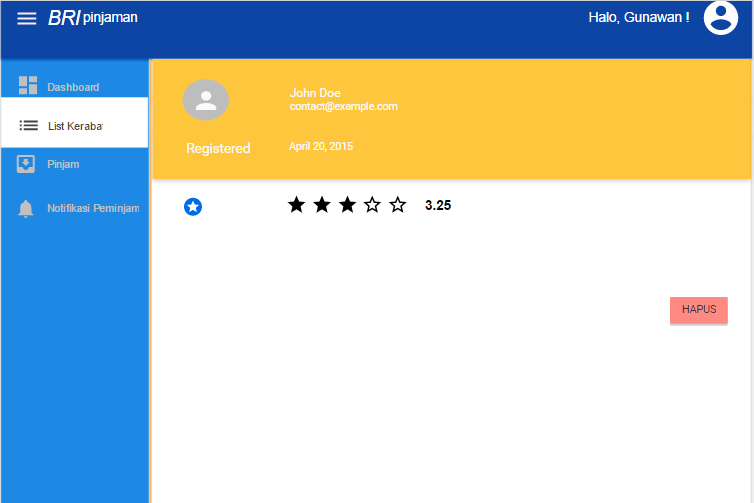 BRI pinjaman
Halo, Gunawan !
Dashboard
List Kerabat
Pinjam
Notifikasi Peminjam
John Doe
contact@example.com
Registered
April 20, 2015
3.25
HAPUS